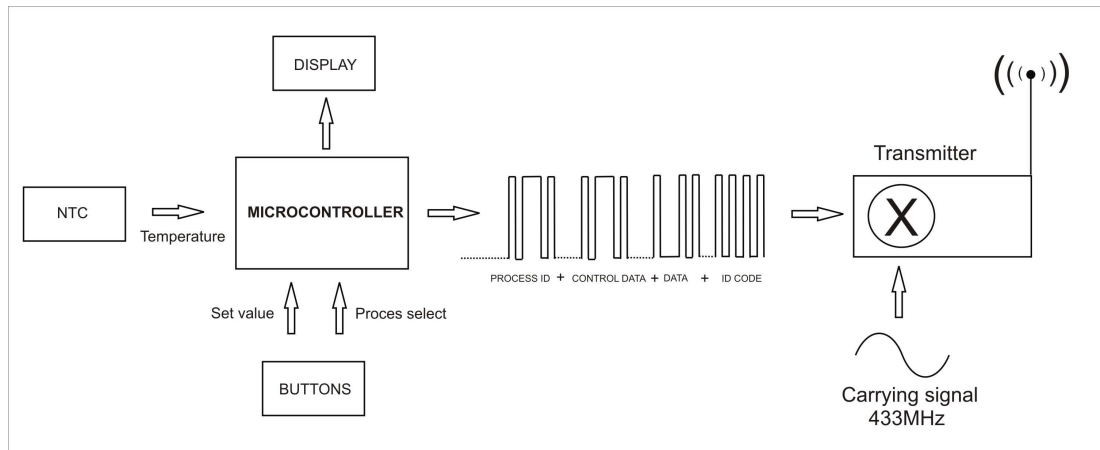 DISPLAY
Transmitter
NTC
Temperature
MICROCONTROLLER
X
PROCESS ID + CONTROL DATA + DATA + ID CODE
Set value
Proces select
BUTTONS
Carrying signal
433MHz